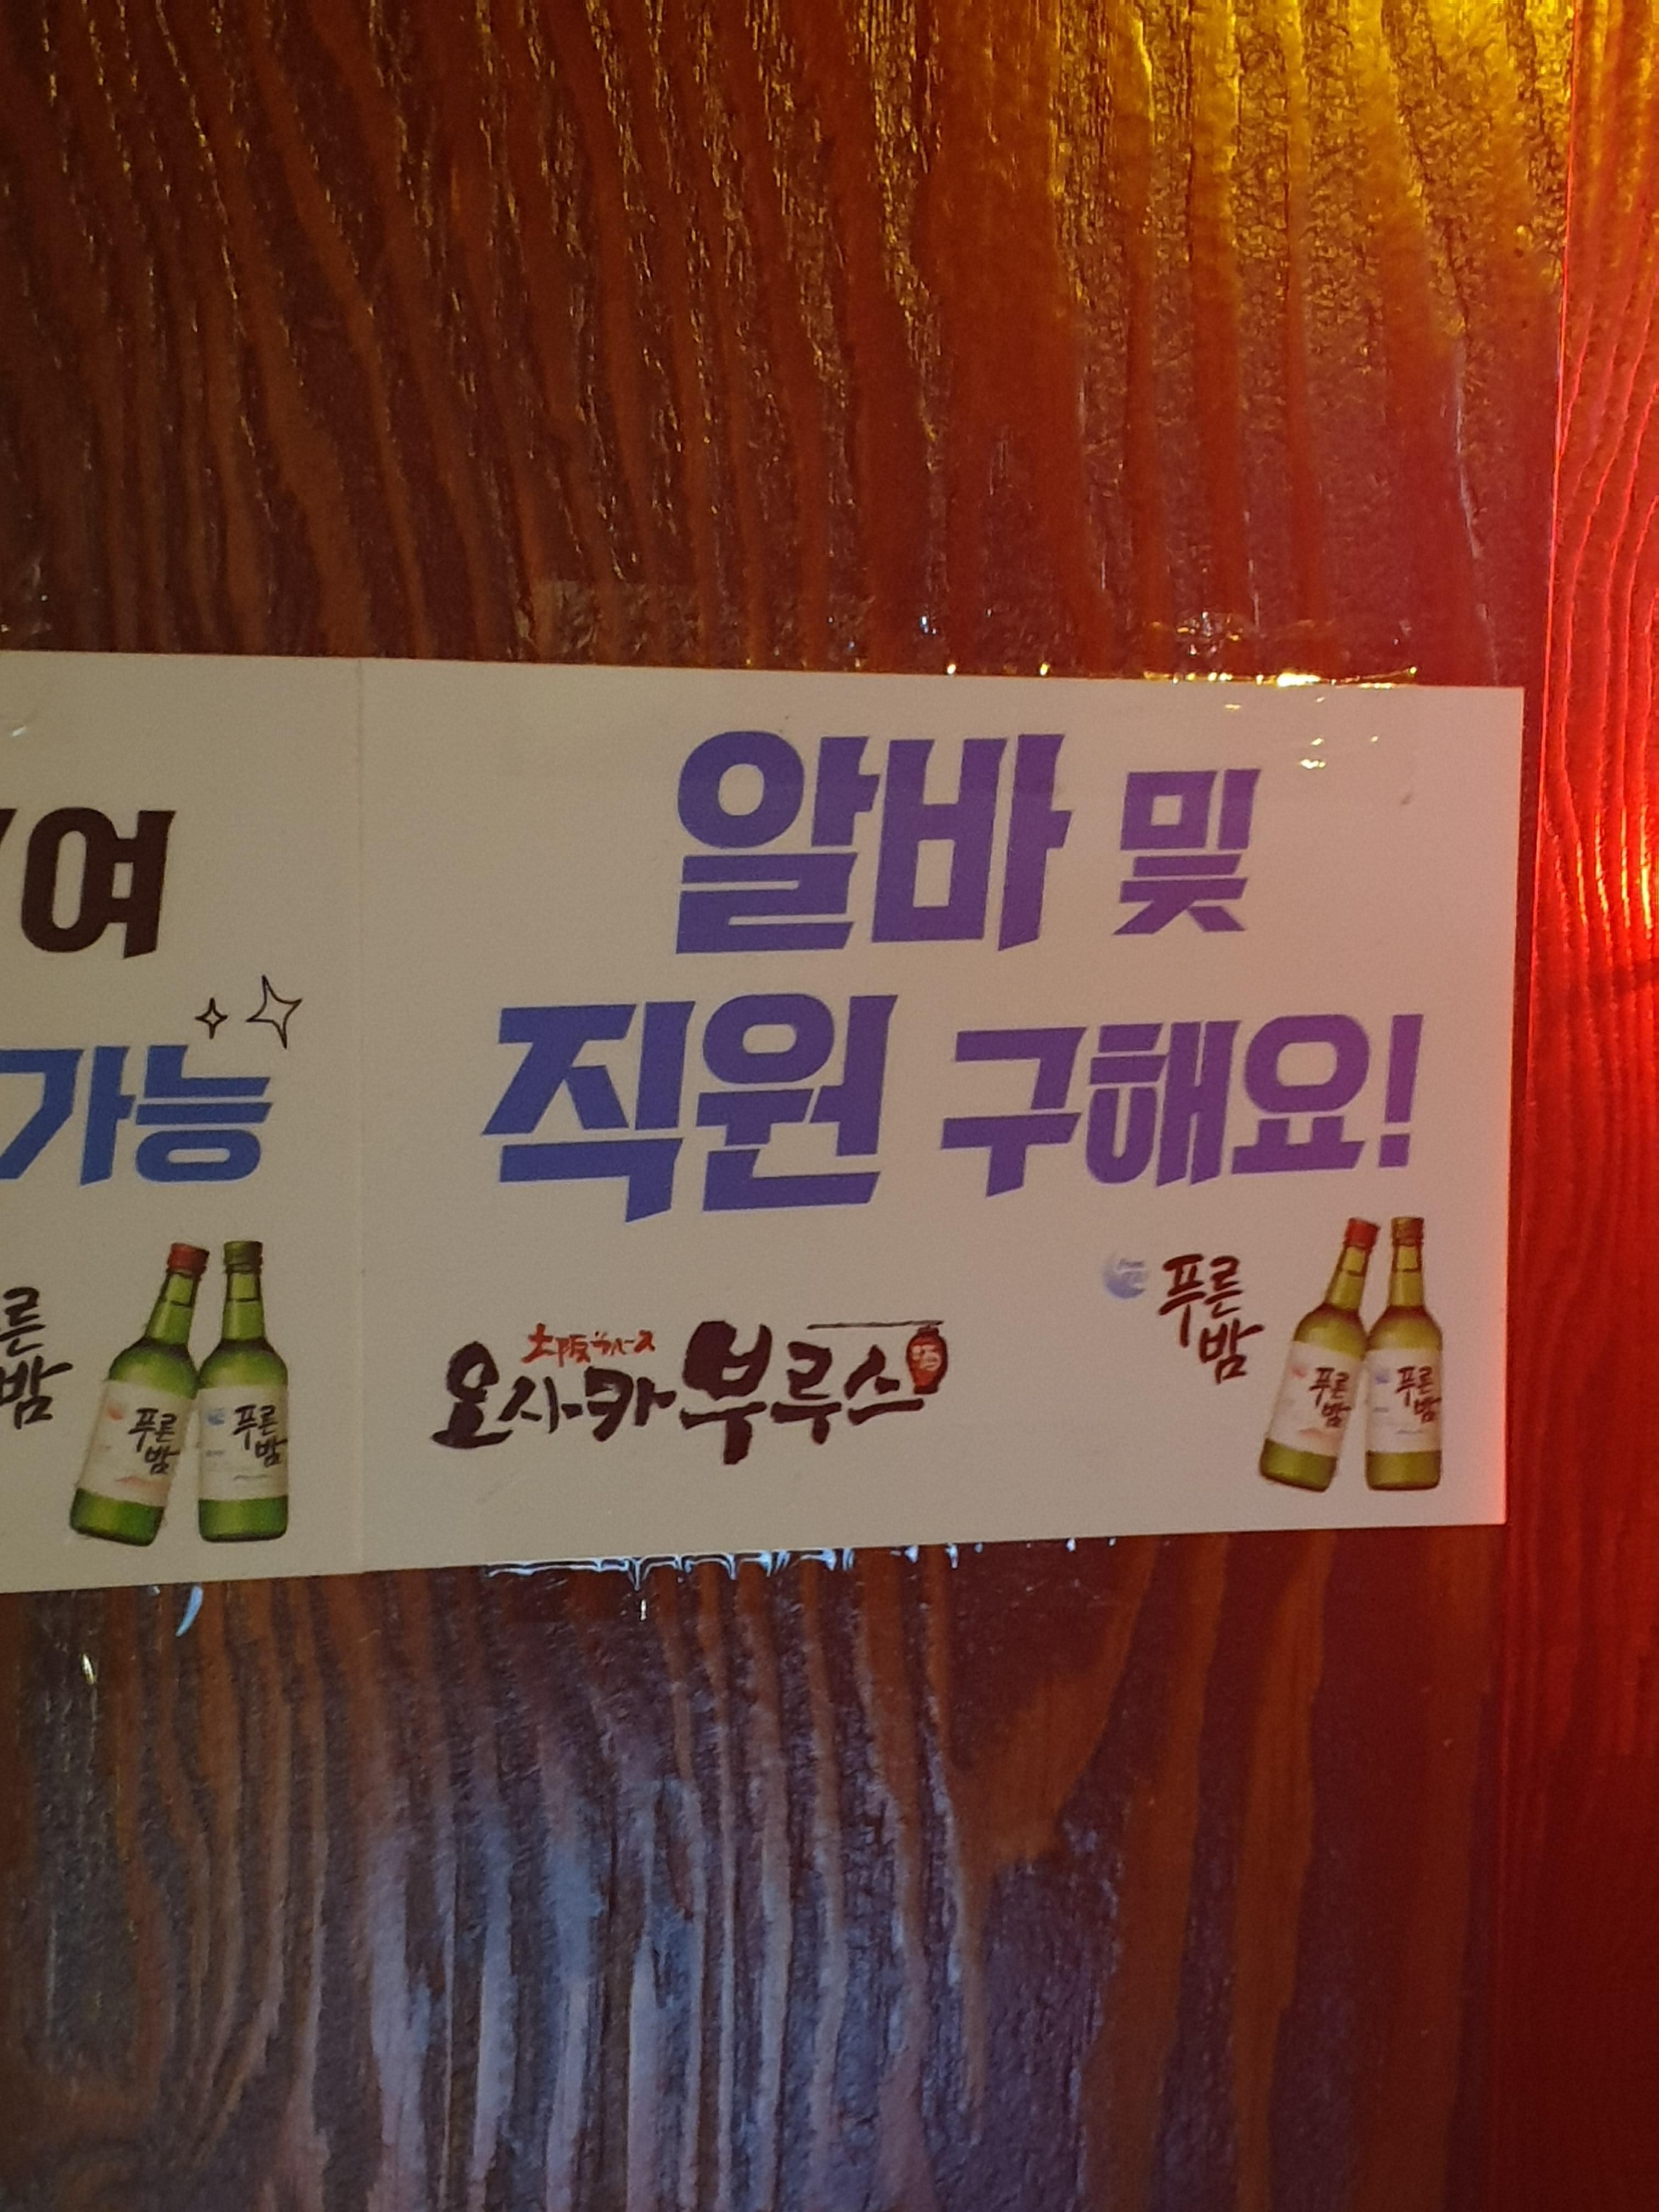 여
가능
른
밤
푸른
밤
푸른
밤
알바 및
직원 구해요!
大阪ブルース
오사카 부루스
酒
푸른
밤
푸른
밤
푸른
밤